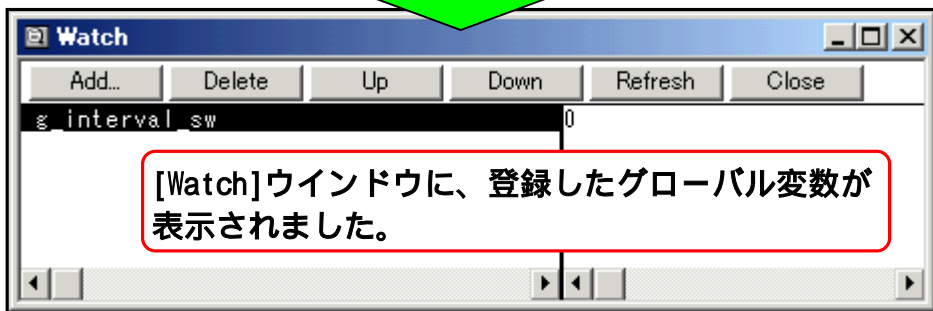 Watch
Add... Delete Up Down Refresh Close
g_interval_sw 0
[Watch]ウインドウに、登録したグローバル変数が
表示されました。